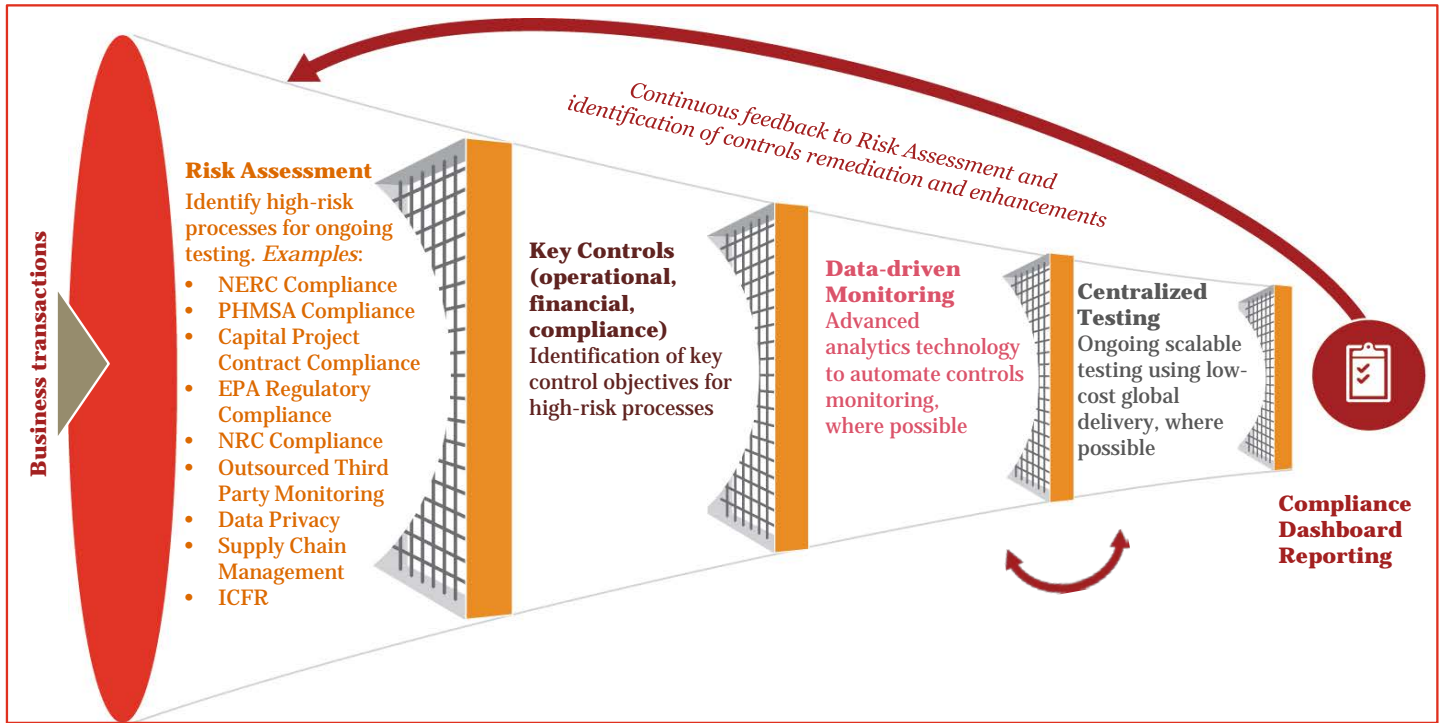 Business transactions
Risk Assessment
Identify high-risk
processes for ongoing
testing. Examples:
• NERC Compliance
• PHMSA Compliance
• Capital Project
Contract Compliance
• EPA Regulatory
Compliance
• NRC Compliance
• Outsourced Third
Party Monitoring
• Data Privacy
• Supply Chain
Management
• ICFR
Key Controls
(operational,
financial,
compliance)
Identification of key
control objectives for
high-risk processes
Continuous feedback to Risk Assessment and
identification of controls remediation and enhancements
Data-driven
Monitoring
Advanced
analytics technology
to automate controls
monitoring,
where possible
Centralized
Testing
Ongoing scalable
testing using low-
cost global
delivery, where
possible
Compliance
Dashboard
Reporting